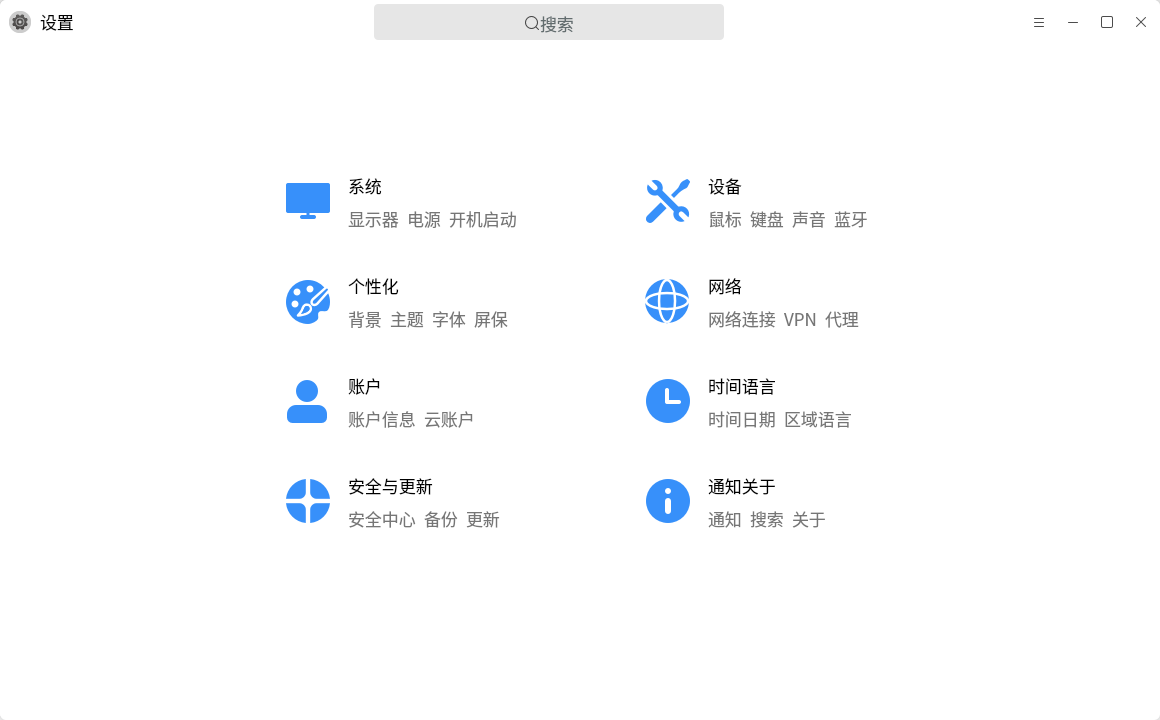 设置
搜索
系统
显示器 电源 开机启动
设备
鼠标 键盘 声音 蓝牙
个性化
背景 主题 字体 屏保
网络
网络连接 VPN 代理
账户
账户信息 云账户
时间语言
时间日期 区域语言
安全与更新
安全中心 备份 更新
通知关于
通知 搜索 关于